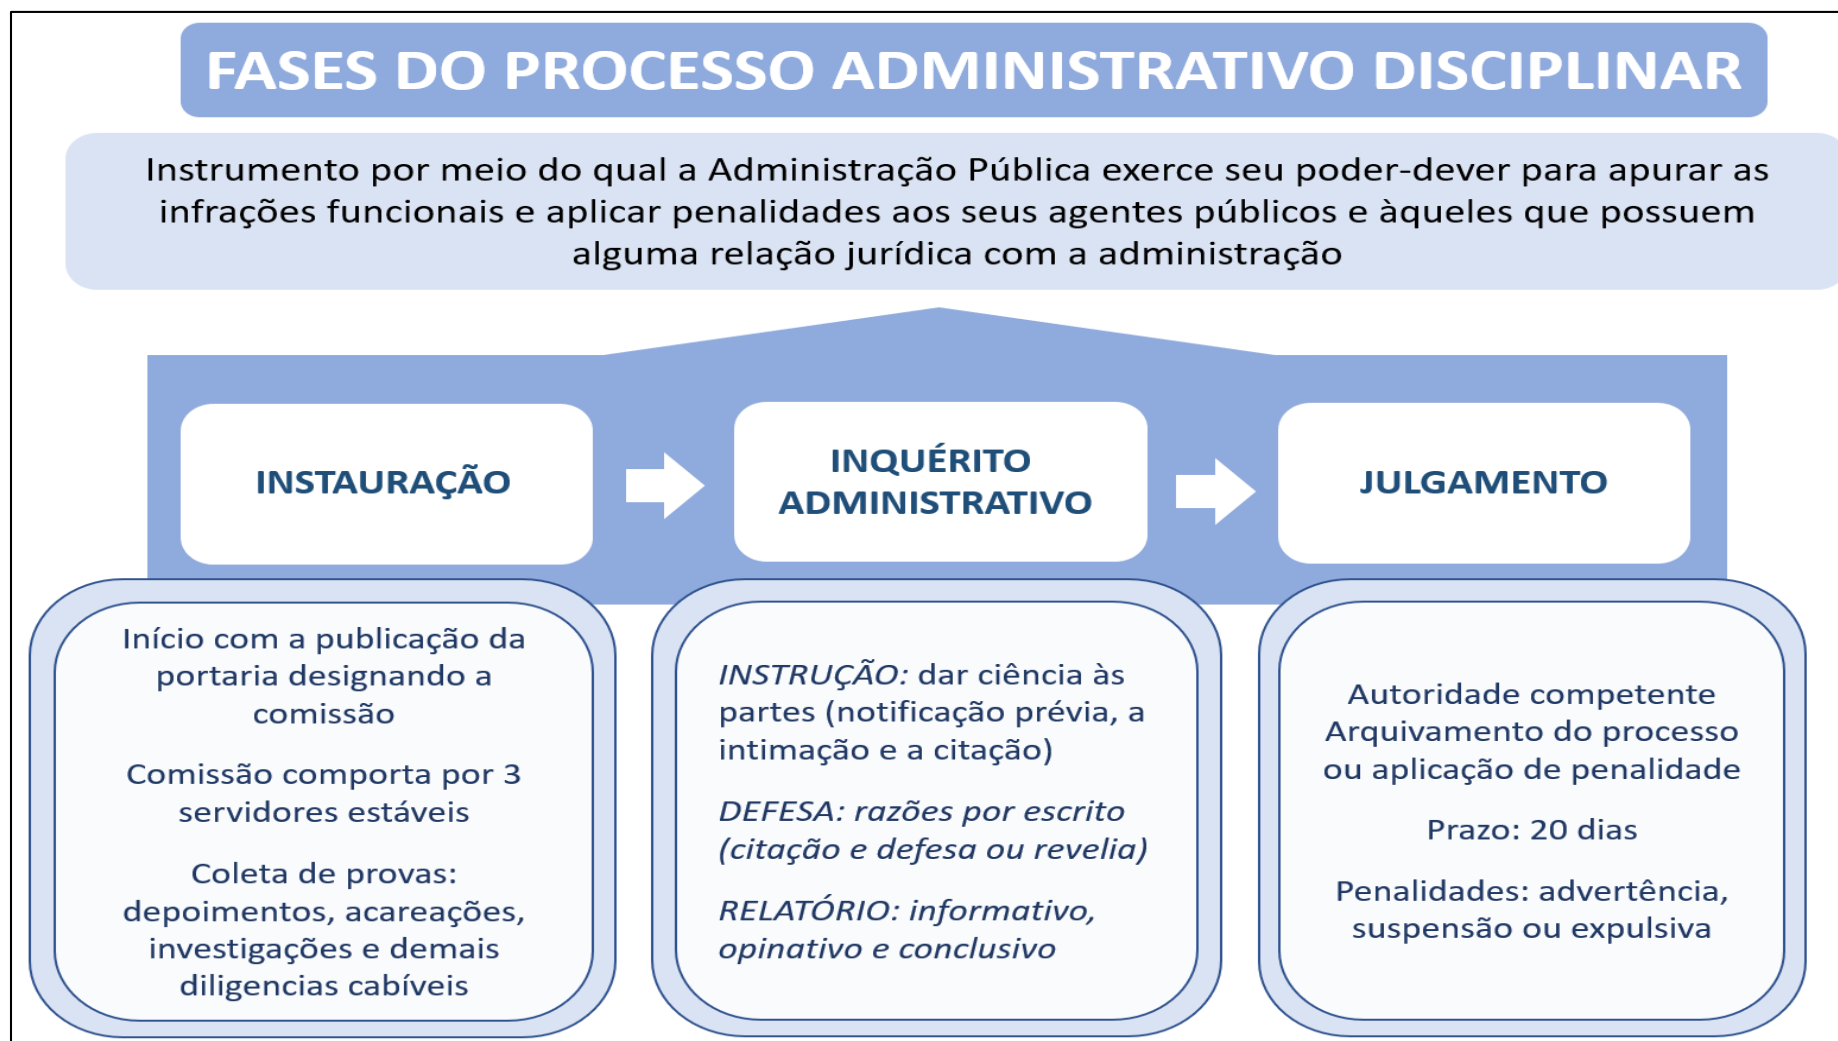 FASES DO PROCESSO ADMINISTRATIVO DISCIPLINAR
Instrumento por meio do qual a Administração Pública exerce seu poder-dever para apurar as
infrações funcionais e aplicar penalidades aos seus agentes públicos e àqueles que possuem
alguma relação jurídica com a administração
INSTAURAÇÃO
INQUÉRITO
ADMINISTRATIVO
JULGAMENTO
Início com a publicação da
portaria designando a
comissão
Comissão comporta por 3
servidores estáveis
Coleta de provas:
depoimentos, acareações,
investigações e demais
diligencias cabíveis
INSTRUÇÃO: dar ciência às
partes (notificação prévia, a
intimação e a citação)
DEFESA: razões por escrito
(citação e defesa ou revelia)
RELATÓRIO: informativo,
opinativo e conclusivo
Autoridade competente
Arquivamento do processo
ou aplicação de penalidade
Prazo: 20 dias
Penalidades: advertência,
suspensão ou expulsiva